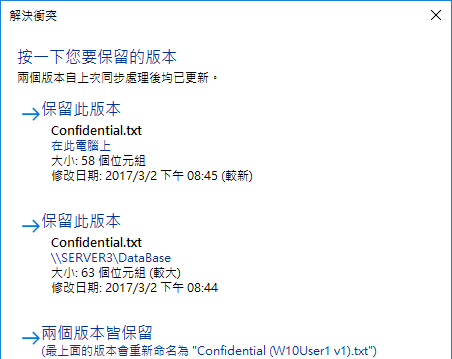 解決衝突
按一下您要保留的版本
兩個版本自上次同步處理後均已更新。
保留此版本
Confidential.txt
在此電腦上
大小: 58 個位元組
修改日期: 2017/3/2 下午 08:45 (較新)
保留此版本
Confidential.txt
\\SERVER3\DataBase
大小: 63 個位元組 (較大)
修改日期: 2017/3/2 下午 08:44
兩個版本皆保留
(最上面的版本會重新命名為 "Confidential (W10User1 v1).txt")